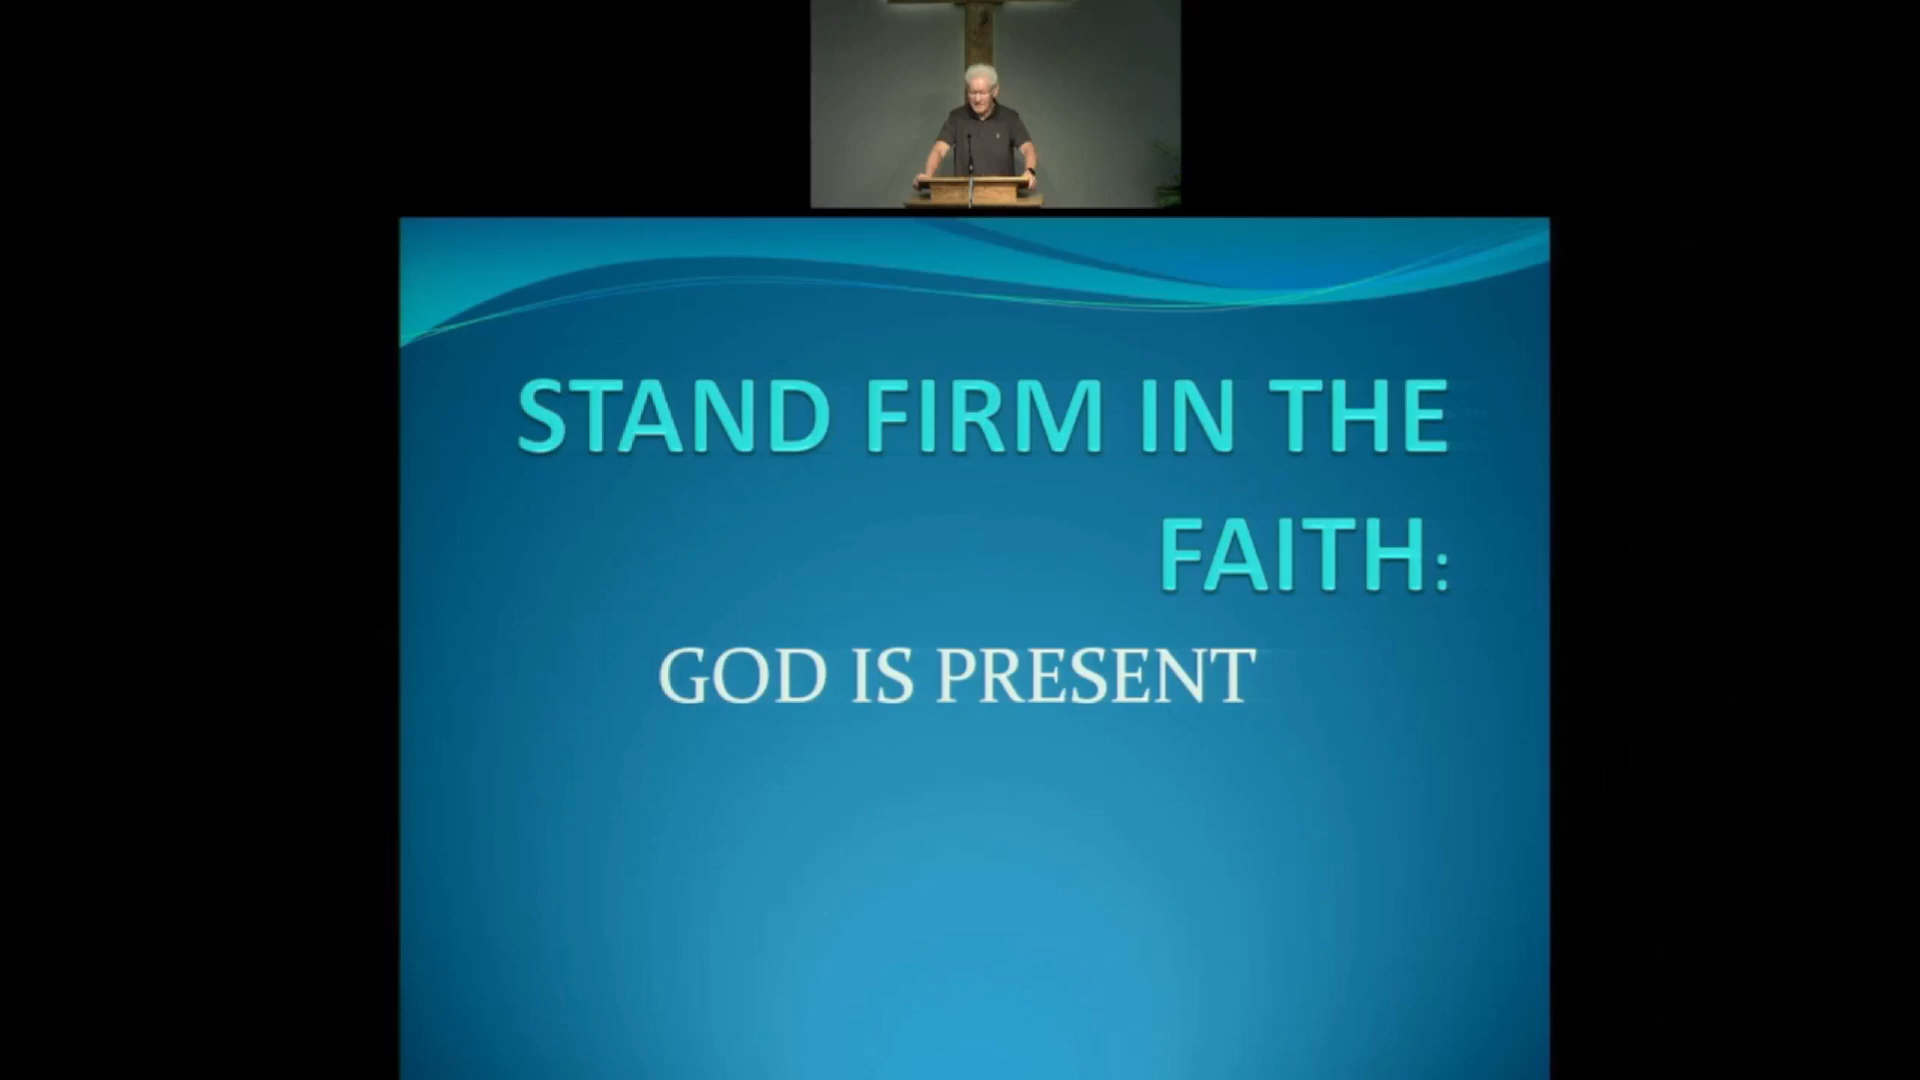 STAND FIRM IN THE
FAITH:
GOD IS PRESENT